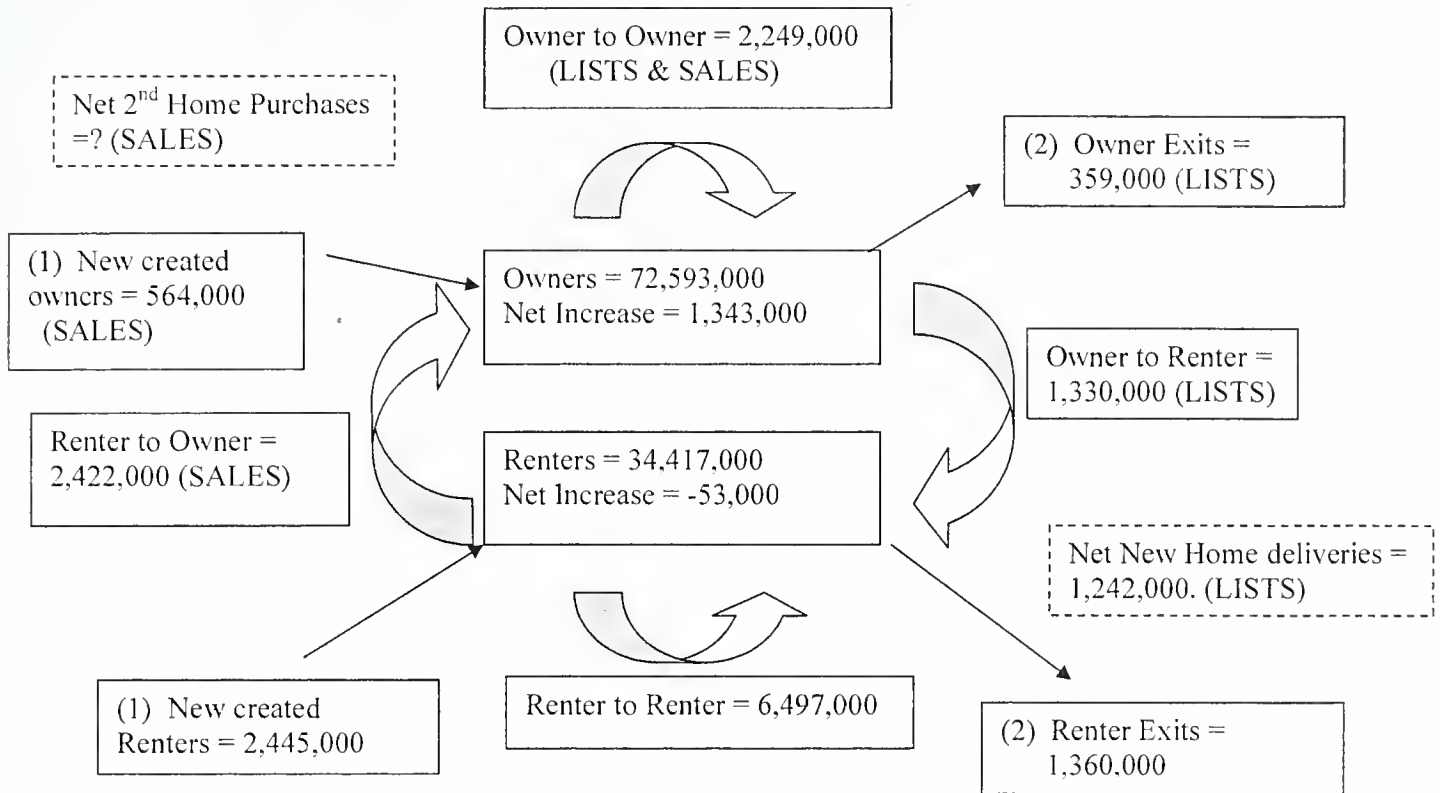 Owner to Owner = 2,249,000
(LISTS & SALES)
Net 2nd Home Purchases
=? (SALES)
(2) Owner Exits =
359,000 (LISTS)
(1) New created
owners = 564,000
(SALES)
Owners = 72,593,000
Net Increase = 1,343,000
Owner to Renter =
1,330,000 (LISTS)
Renter to Owner =
2,422,000 (SALES)
Renters = 34,417,000
Net Increase = -53,000
Net New Home deliveries =
1,242,000. (LISTS)
(1) New created
Renters = 2,445,000
Renter to Renter = 6,497,000
(2) Renter Exits =
1,360,000